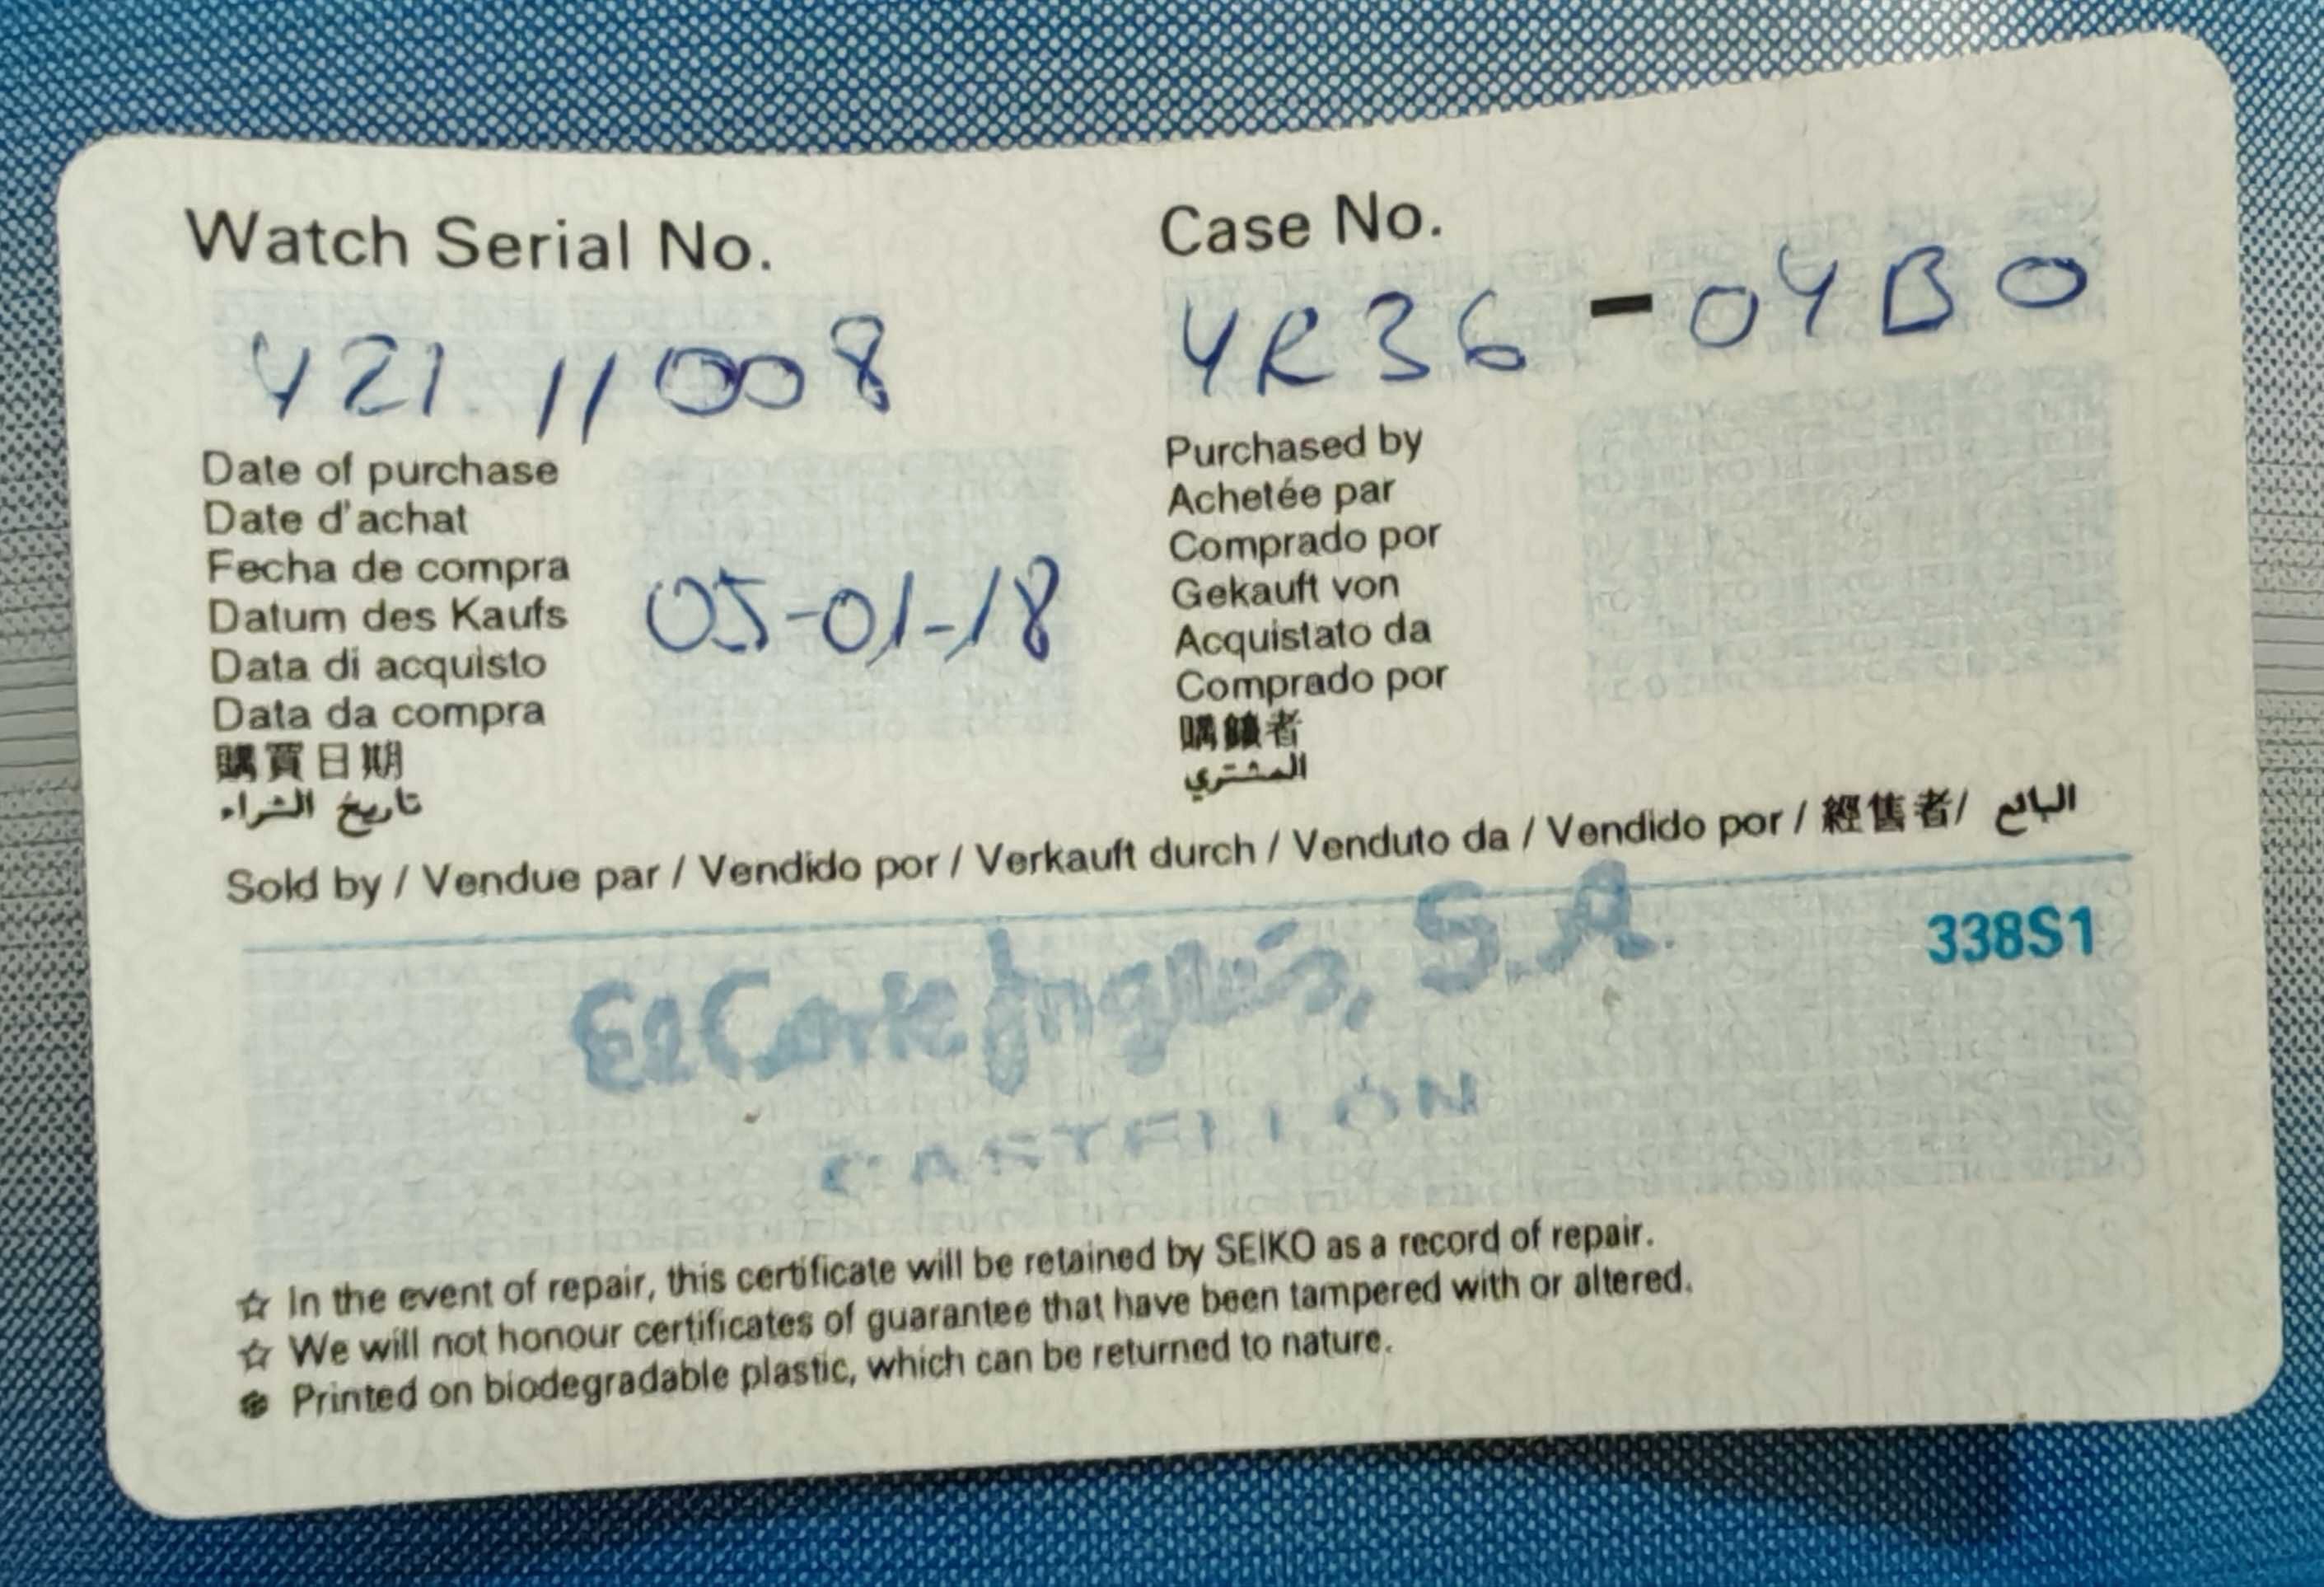 Watch Serial No.
421.11008
Date of purchase
Date d'achat
Fecha de compra
Datum des Kaufs
Data di acquisto
Data da compra
購買日期
تاريخ الشراء
05-01-18
Case No.
4R36-04B0
Purchased by
Achetée par
Comprado por
Gekauft von
Acquistato da
Comprado por
購買者
المشتري
Sold by / Vendue par / Vendido por / Verkauft durch / Venduto da / Vendido por / 經售者/ البائع
338S1
El Corte Inglés, S.A.
CASTELLÓN
☆ In the event of repair, this certificate will be retained by SEIKO as a record of repair.
☆ We will not honour certificates of guarantee that have been tampered with or altered.
Printed on biodegradable plastic, which can be returned to nature.